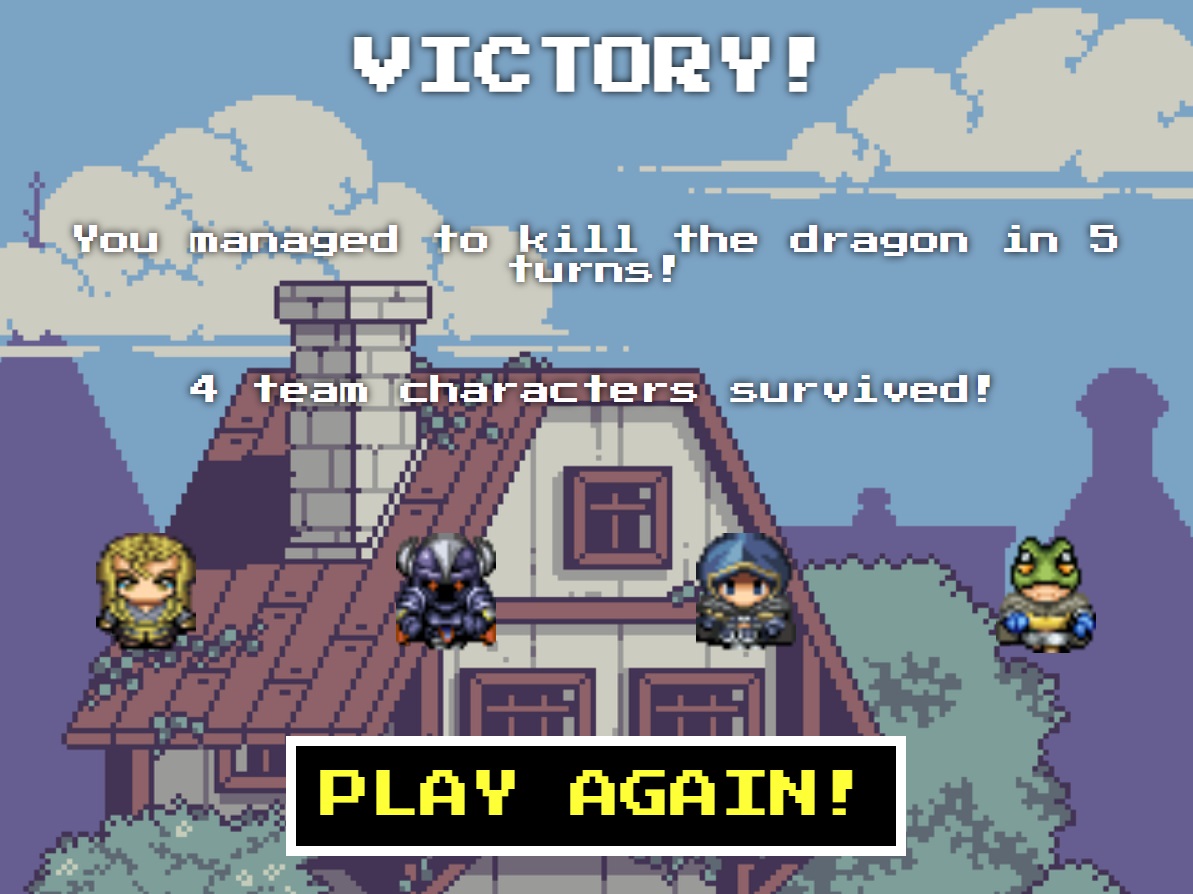 VICTORY!
You managed to kill the dragon in 5
turns!
4 team characters survived!
PLAY AGAIN!